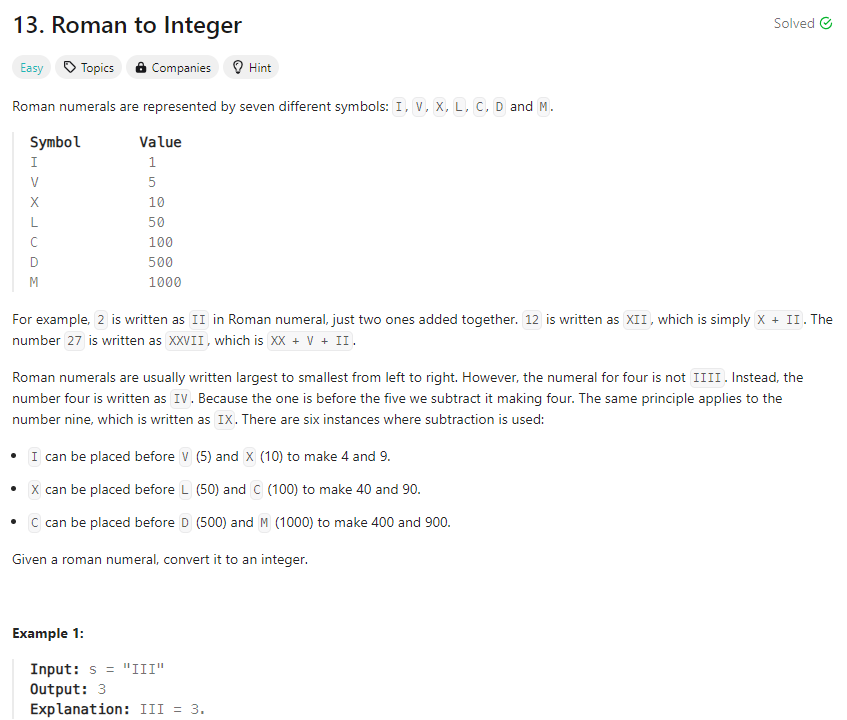 13. Roman to Integer
Solved
Easy
Topics
Companies
Hint
Roman numerals are represented by seven different symbols: I, V, X, L, C, D and M.
Symbol Value
I 1
V 5
X 10
L 50
C 100
D 500
M 1000
For example, 2 is written as II in Roman numeral, just two ones added together. 12 is written as XII, which is simply X + II. The
number 27 is written as XXVII, which is XX + V + II.
Roman numerals are usually written largest to smallest from left to right. However, the numeral for four is not IIII. Instead, the
number four is written as IV. Because the one is before the five we subtract it making four. The same principle applies to the
number nine, which is written as IX. There are six instances where subtraction is used:
• I can be placed before V (5) and X (10) to make 4 and 9.
• X can be placed before L (50) and C (100) to make 40 and 90.
• C can be placed before D (500) and M (1000) to make 400 and 900.
Given a roman numeral, convert it to an integer.
Example 1:
Input: s = "III"
Output: 3
Explanation: III = 3.